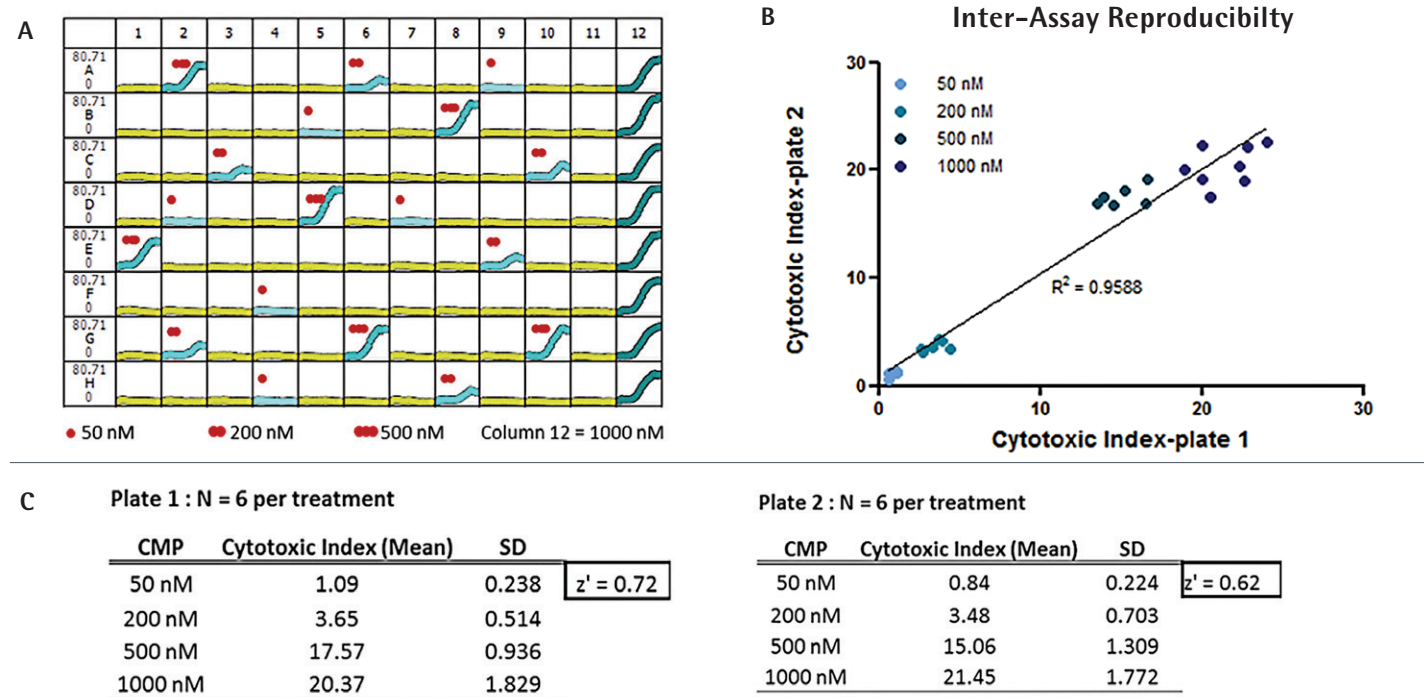 A
1 2 3 4 5 6 7 8 9 10 11 12
80.71
A
0
80.71
B
0
80.71
C
0
80.71
D
0
80.71
E
0
80.71
F
0
80.71
G
0
80.71
H
0
50 nM 200 nM 500 nM Column 12 = 1000 nM
B
Inter-Assay Reproducibilty
Cytotoxic Index-plate 2
30
20
10
0
50 nM
200 nM
500 nM
1000 nM
R² = 0.9588
0 10 20 30
Cytotoxic Index-plate 1
C
Plate 1 : N = 6 per treatment
CMP Cytotoxic Index (Mean) SD
50 nM 1.09 0.238 z' = 0.72
200 nM 3.65 0.514
500 nM 17.57 0.936
1000 nM 20.37 1.829
Plate 2 : N = 6 per treatment
CMP Cytotoxic Index (Mean) SD
50 nM 0.84 0.224 z' = 0.62
200 nM 3.48 0.703
500 nM 15.06 1.309
1000 nM 21.45 1.772